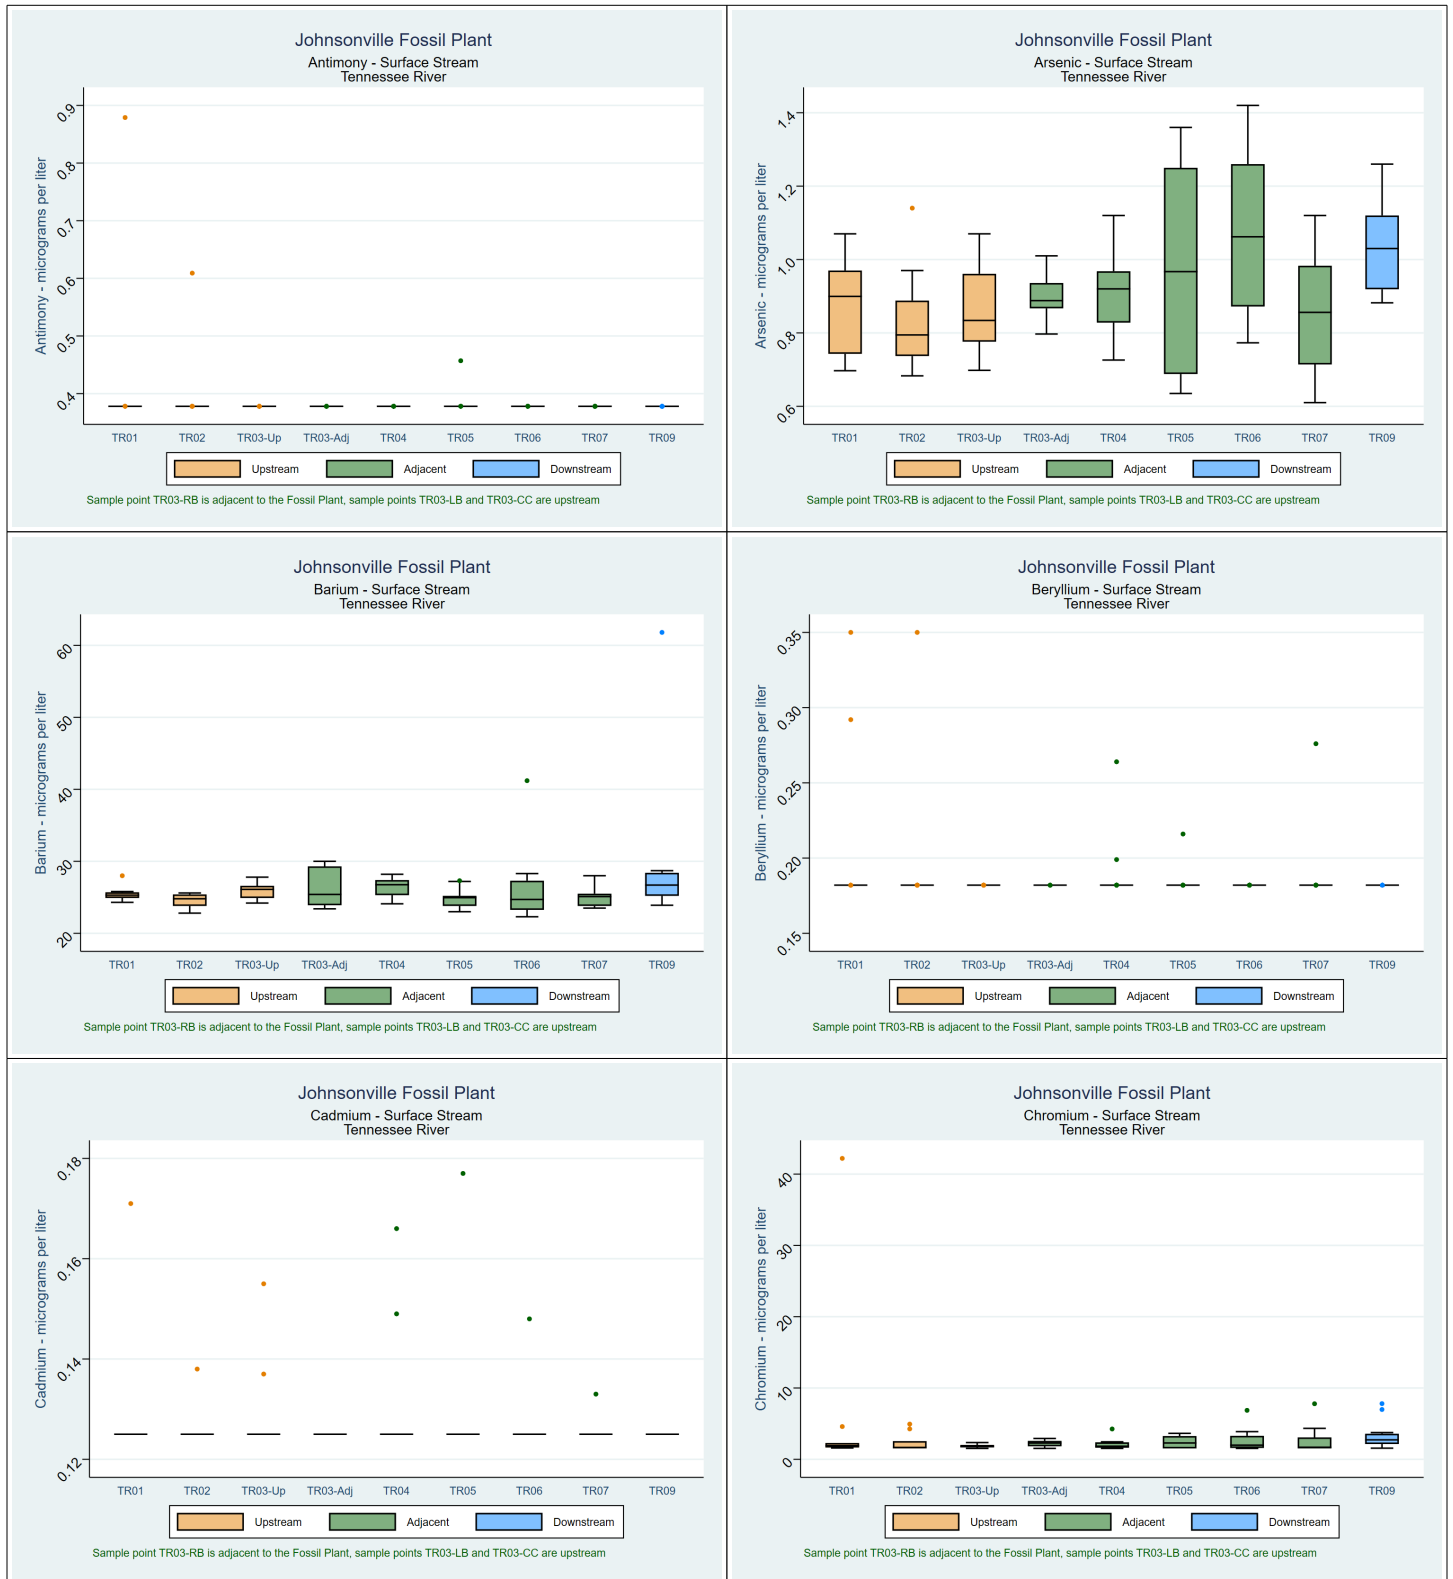 Johnsonville Fossil Plant
Antimony - Surface Stream
Tennessee River
Antimony - micrograms per liter
0.9
0.8
0.7
0.6
0.5
0.4
TR01 TR02 TR03-Up TR03-Adj TR04 TR05 TR06 TR07 TR09
Upstream Adjacent Downstream
Sample point TR03-RB is adjacent to the Fossil Plant, sample points TR03-LB and TR03-CC are upstream
Johnsonville Fossil Plant
Arsenic - Surface Stream
Tennessee River
Arsenic - micrograms per liter
1.4
1.2
1.0
0.8
0.6
TR01 TR02 TR03-Up TR03-Adj TR04 TR05 TR06 TR07 TR09
Upstream Adjacent Downstream
Sample point TR03-RB is adjacent to the Fossil Plant, sample points TR03-LB and TR03-CC are upstream
Johnsonville Fossil Plant
Barium - Surface Stream
Tennessee River
Barium - micrograms per liter
60
50
40
30
20
TR01 TR02 TR03-Up TR03-Adj TR04 TR05 TR06 TR07 TR09
Upstream Adjacent Downstream
Sample point TR03-RB is adjacent to the Fossil Plant, sample points TR03-LB and TR03-CC are upstream
Johnsonville Fossil Plant
Beryllium - Surface Stream
Tennessee River
Beryllium - micrograms per liter
0.35
0.30
0.25
0.20
0.15
TR01 TR02 TR03-Up TR03-Adj TR04 TR05 TR06 TR07 TR09
Upstream Adjacent Downstream
Sample point TR03-RB is adjacent to the Fossil Plant, sample points TR03-LB and TR03-CC are upstream
Johnsonville Fossil Plant
Cadmium - Surface Stream
Tennessee River
Cadmium - micrograms per liter
0.18
0.16
0.14
0.12
TR01 TR02 TR03-Up TR03-Adj TR04 TR05 TR06 TR07 TR09
Upstream Adjacent Downstream
Sample point TR03-RB is adjacent to the Fossil Plant, sample points TR03-LB and TR03-CC are upstream
Johnsonville Fossil Plant
Chromium - Surface Stream
Tennessee River
Chromium - micrograms per liter
40
30
20
10
0
TR01 TR02 TR03-Up TR03-Adj TR04 TR05 TR06 TR07 TR09
Upstream Adjacent Downstream
Sample point TR03-RB is adjacent to the Fossil Plant, sample points TR03-LB and TR03-CC are upstream